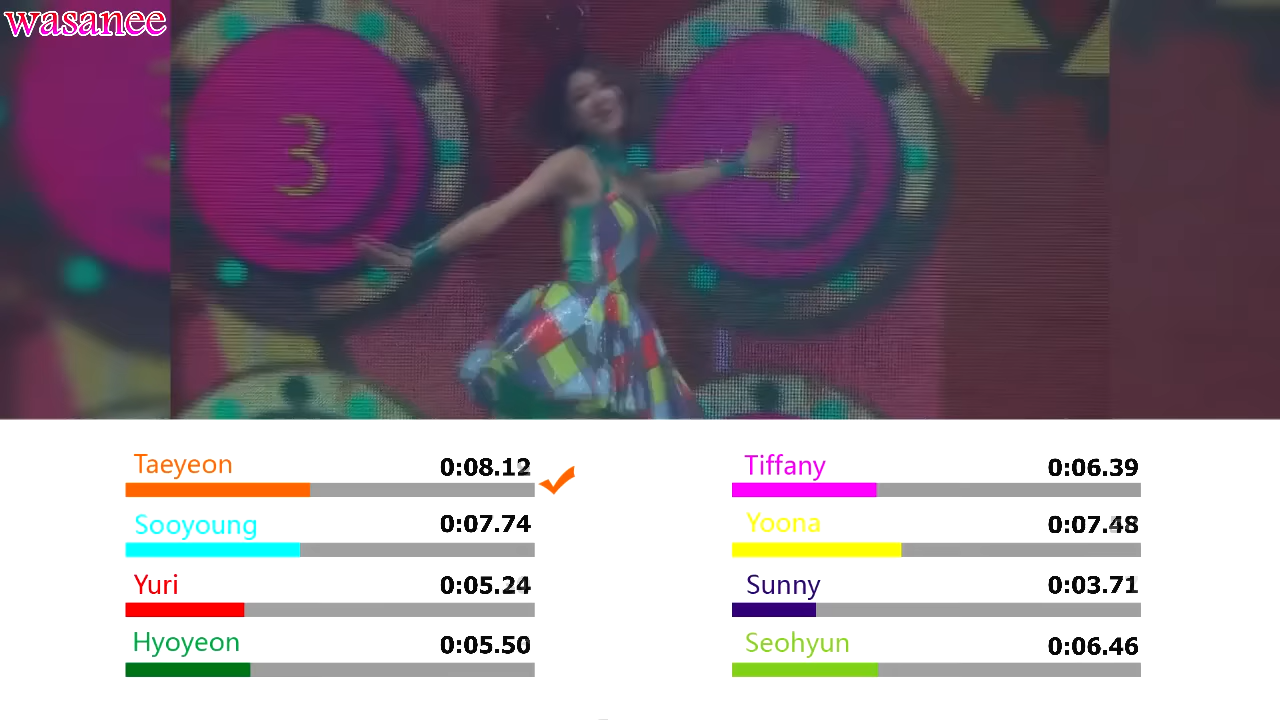 wasanee
3
4
Taeyeon 0:08.12
Tiffany 0:06.39
Sooyoung 0:07.74
Yoona 0:07.48
Yuri 0:05.24
Sunny 0:03.71
Hyoyeon 0:05.50
Seohyun 0:06.46